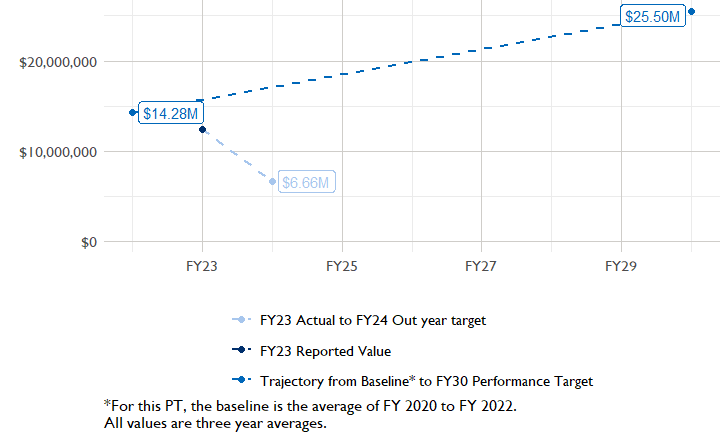 $25.50M
$20,000,000
$14.28M
$10,000,000
$6.66M
$0
FY23 FY25 FY27 FY29
FY23 Actual to FY24 Out year target
FY23 Reported Value
Trajectory from Baseline* to FY30 Performance Target
*For this PT, the baseline is the average of FY 2020 to FY 2022.
All values are three year averages.